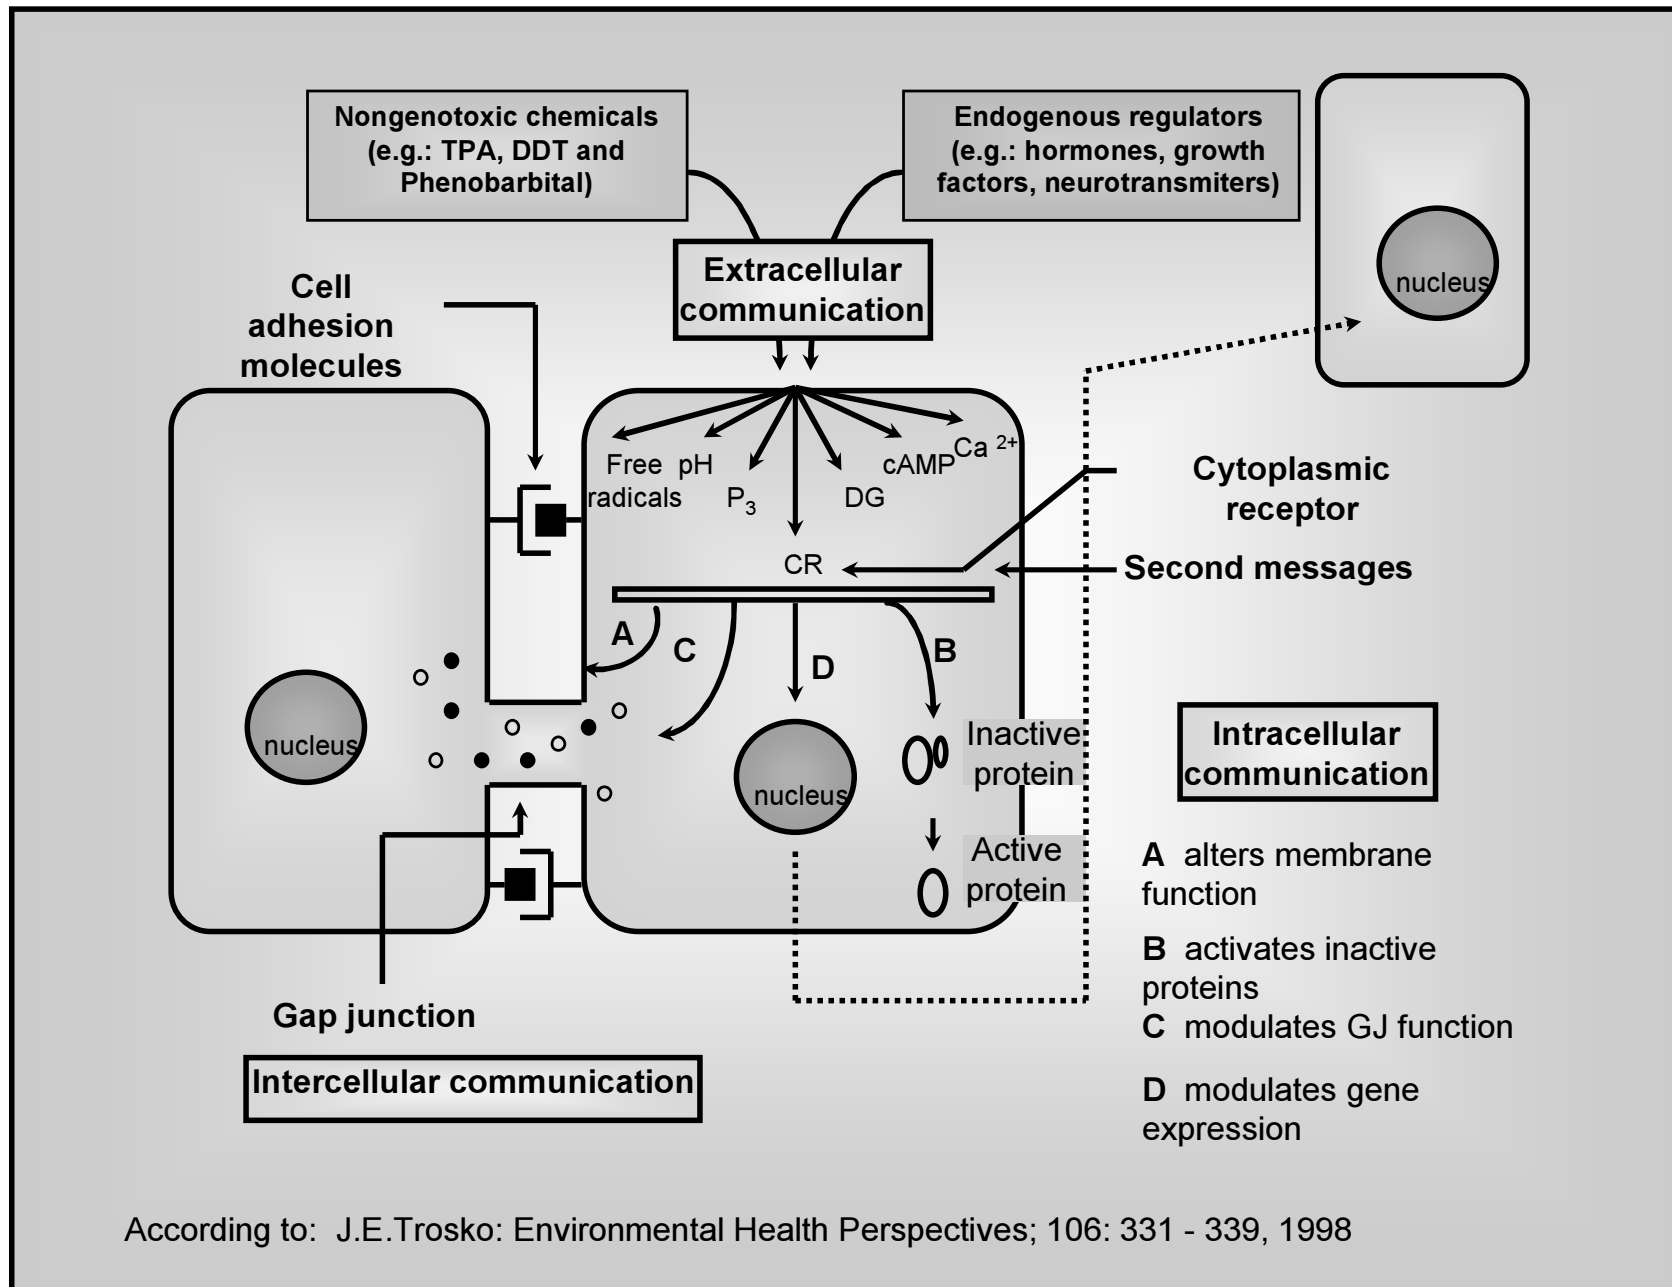 Nongenotoxic chemicals
(e.g.: TPA, DDT and
Phenobarbital)
Endogenous regulators
(e.g.: hormones, growth
factors, neurotransmiters)
nucleus
Extracellular
communication
Cell
adhesion
molecules
Free
radicals
pH
P3
DG
cAMP
Ca 2+
Cytoplasmic
receptor
CR
Second messages
A
C
D
B
nucleus
nucleus
Inactive
protein
Active
protein
Intracellular
communication
A alters membrane
function
B activates inactive
proteins
C modulates GJ function
D modulates gene
expression
Gap junction
Intercellular communication
According to: J.E.Trosko: Environmental Health Perspectives; 106: 331 - 339, 1998